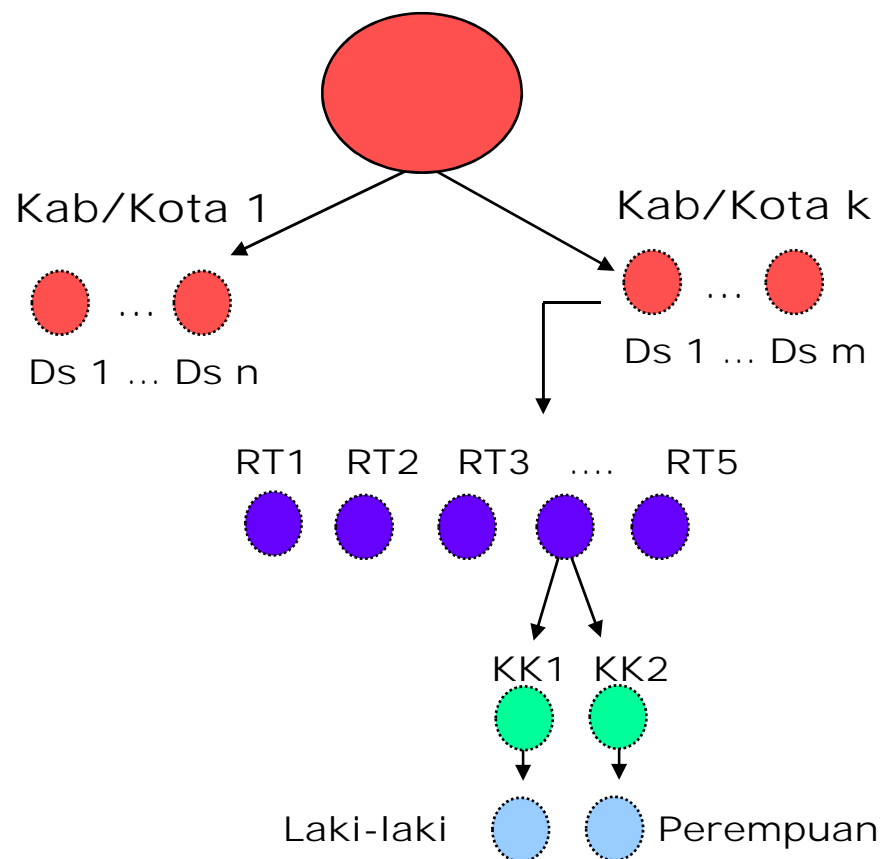 Kab/Kota 1
Kab/Kota k
... 
...
Ds 1 ... Ds n
Ds 1 ... Ds m
RT1 RT2 RT3 .... RT5
KK1 KK2
Laki-laki
Perempuan